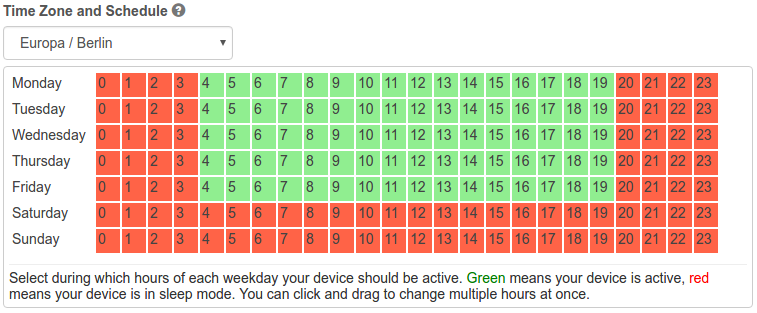 Time Zone and Schedule ?
Europa / Berlin
Monday 0 1 2 3 4 5 6 7 8 9 10 11 12 13 14 15 16 17 18 19 20 21 22 23
Tuesday 0 1 2 3 4 5 6 7 8 9 10 11 12 13 14 15 16 17 18 19 20 21 22 23
Wednesday 0 1 2 3 4 5 6 7 8 9 10 11 12 13 14 15 16 17 18 19 20 21 22 23
Thursday 0 1 2 3 4 5 6 7 8 9 10 11 12 13 14 15 16 17 18 19 20 21 22 23
Friday 0 1 2 3 4 5 6 7 8 9 10 11 12 13 14 15 16 17 18 19 20 21 22 23
Saturday 0 1 2 3 4 5 6 7 8 9 10 11 12 13 14 15 16 17 18 19 20 21 22 23
Sunday 0 1 2 3 4 5 6 7 8 9 10 11 12 13 14 15 16 17 18 19 20 21 22 23
Select during which hours of each weekday your device should be active. Green means your device is active, red
means your device is in sleep mode. You can click and drag to change multiple hours at once.